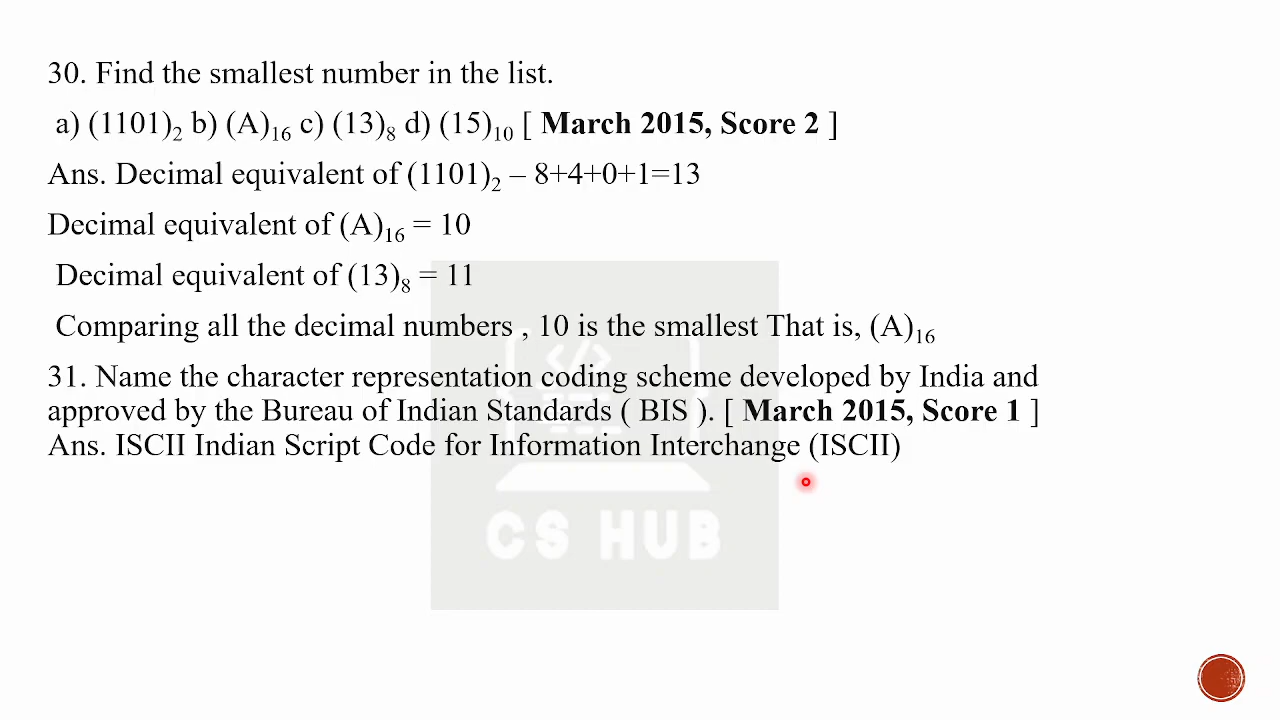 30. Find the smallest number in the list.
a) (1101)₂ b) (A)₁₆ c) (13)₈ d) (15)₁₀ [ March 2015, Score 2 ]
Ans. Decimal equivalent of (1101)₂ – 8+4+0+1=13
Decimal equivalent of (A)₁₆ = 10
Decimal equivalent of (13)₈ = 11
Comparing all the decimal numbers , 10 is the smallest That is, (A)₁₆
31. Name the character representation coding scheme developed by India and
approved by the Bureau of Indian Standards ( BIS ). [ March 2015, Score 1 ]
Ans. ISCII Indian Script Code for Information Interchange (ISCII)
</>
CS HUB